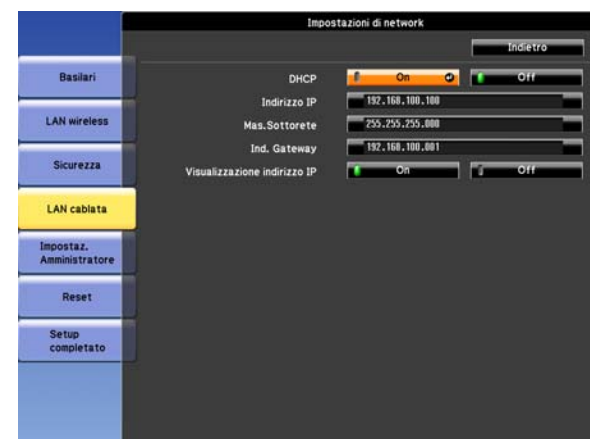 Impostazioni di network
Indietro
Basilari
LAN wireless
Sicurezza
LAN cablata
Impostaz.
Amministratore
Reset
Setup
completato
DHCP On Off
Indirizzo IP 192.168.100.100
Mas.Sottorete 255.255.255.000
Ind. Gateway 192.168.100.001
Visualizzazione indirizzo IP On Off